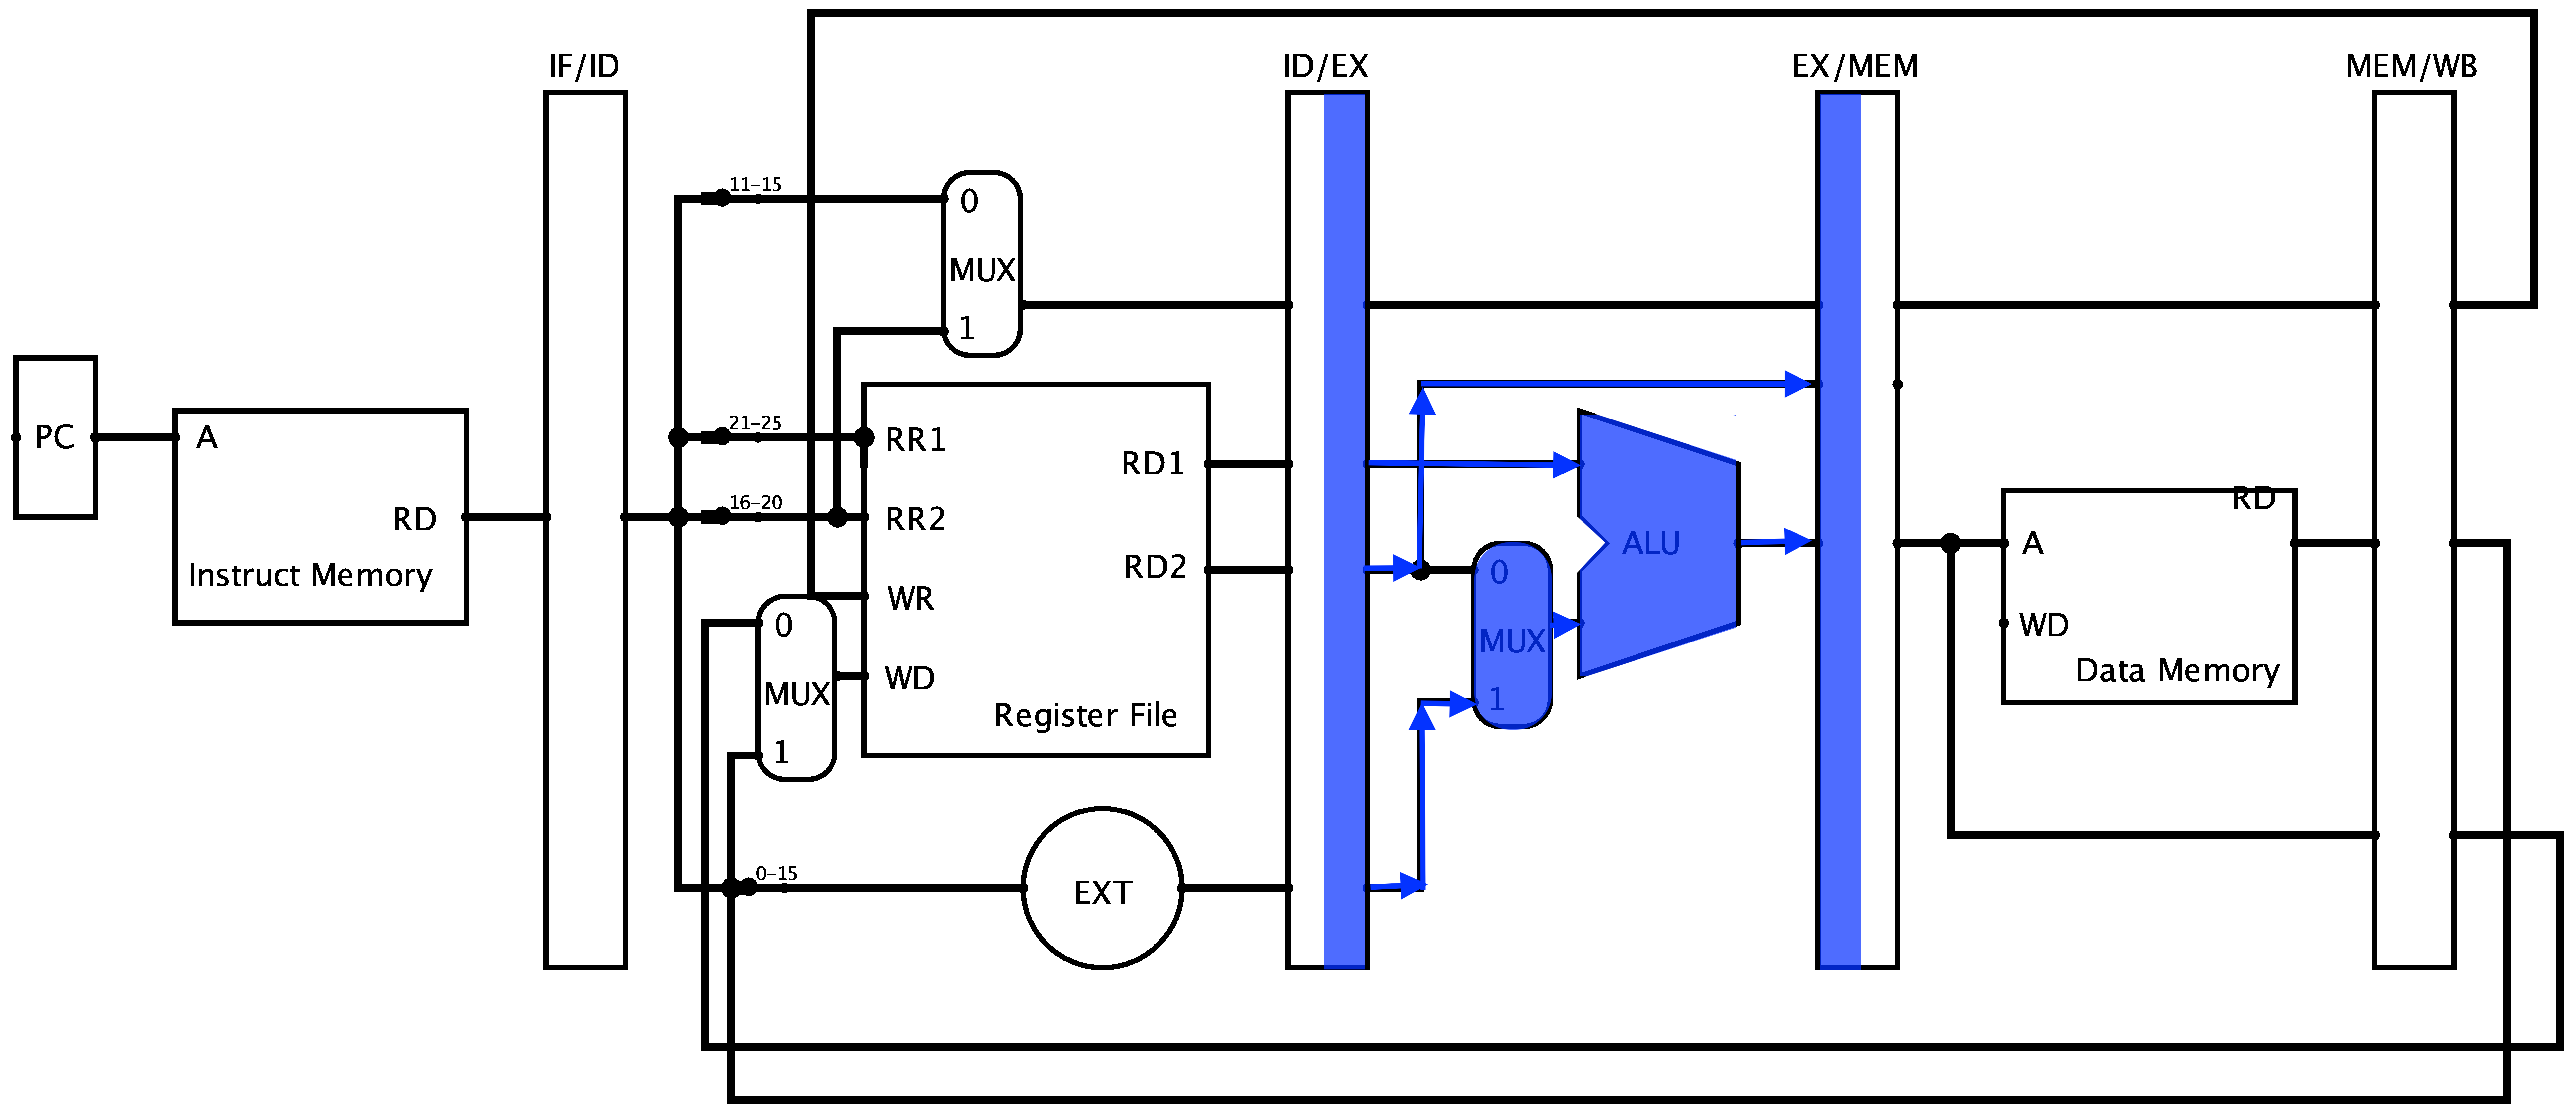 IF/ID
ID/EX
EX/MEM
MEM/WB
11-15
0
MUX
1
PC
A
RD
Instruct Memory
21-25
16-20
RR1
RR2
WR
WD
RD1
RD2
Register File
0
MUX
1
0-15
EXT
0
MUX
1
ALU
RD
A
WD
Data Memory